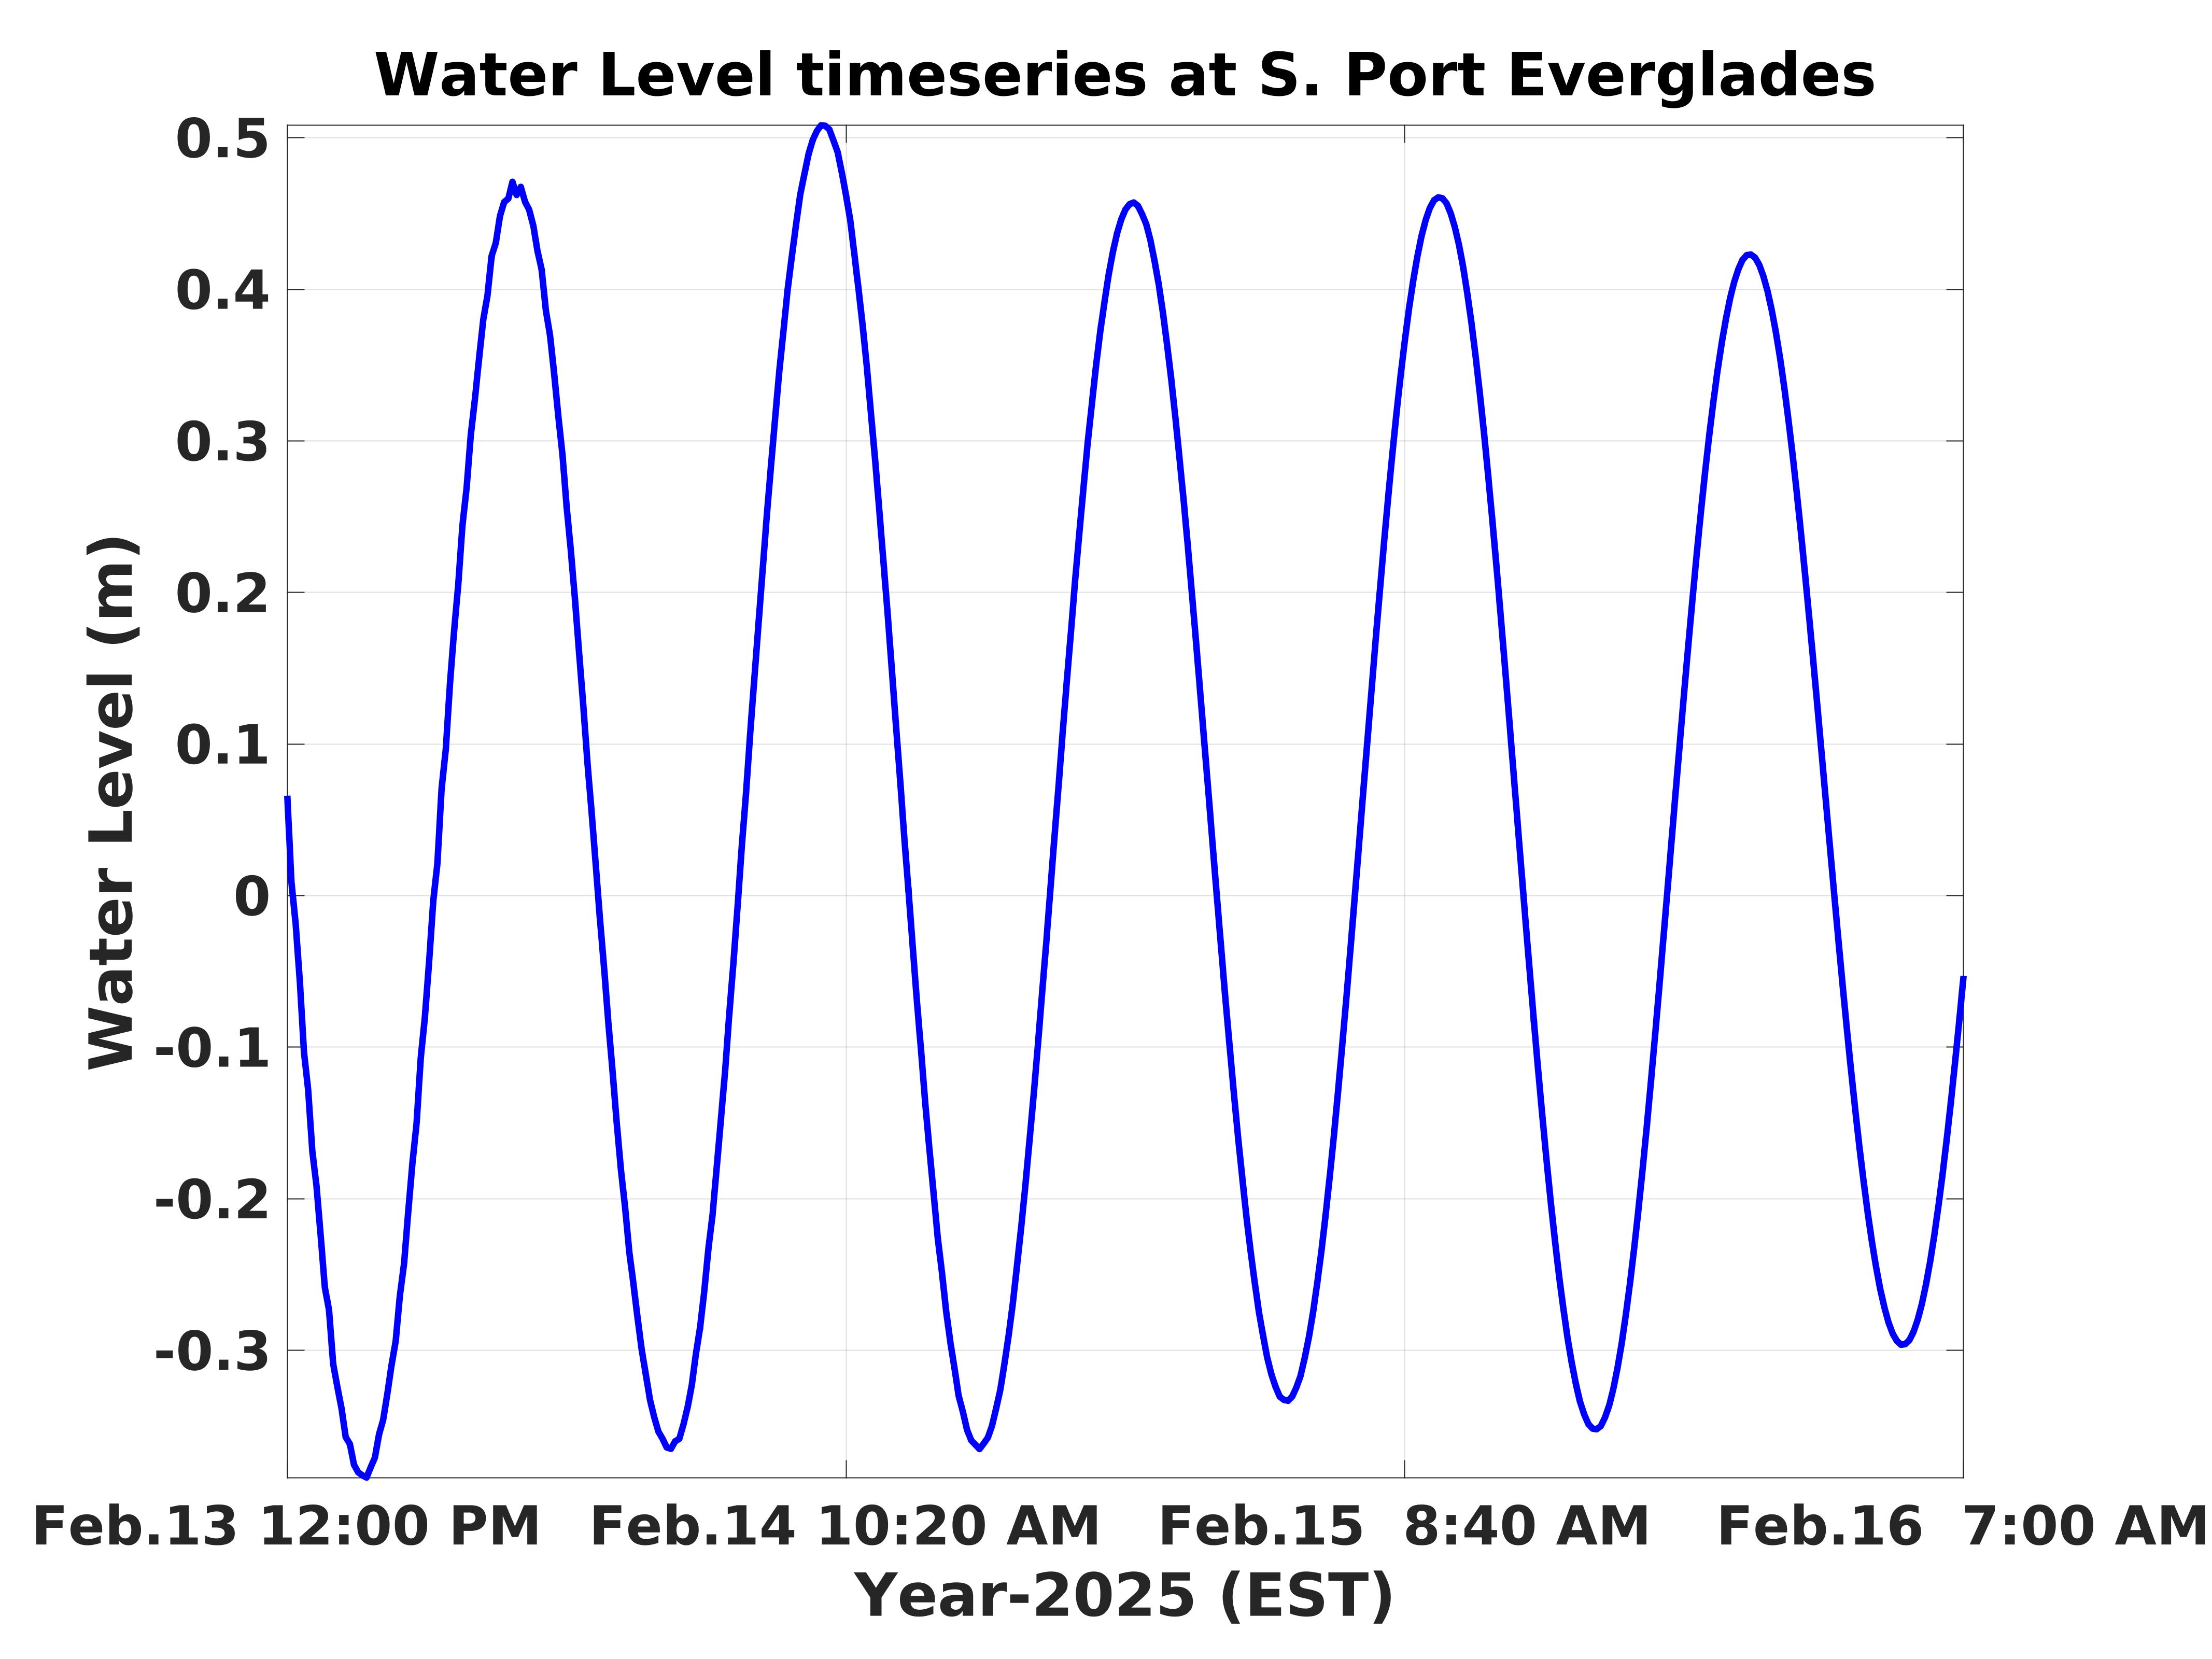 Water Level timeseries at S. Port Everglades
0.5
0.4
0.3
0.2
0.1
0
-0.1
-0.2
-0.3
Water Level (m)
Feb.13 12:00 PM Feb.14 10:20 AM Feb.15 8:40 AM Feb.16 7:00 AM
Year-2025 (EST)